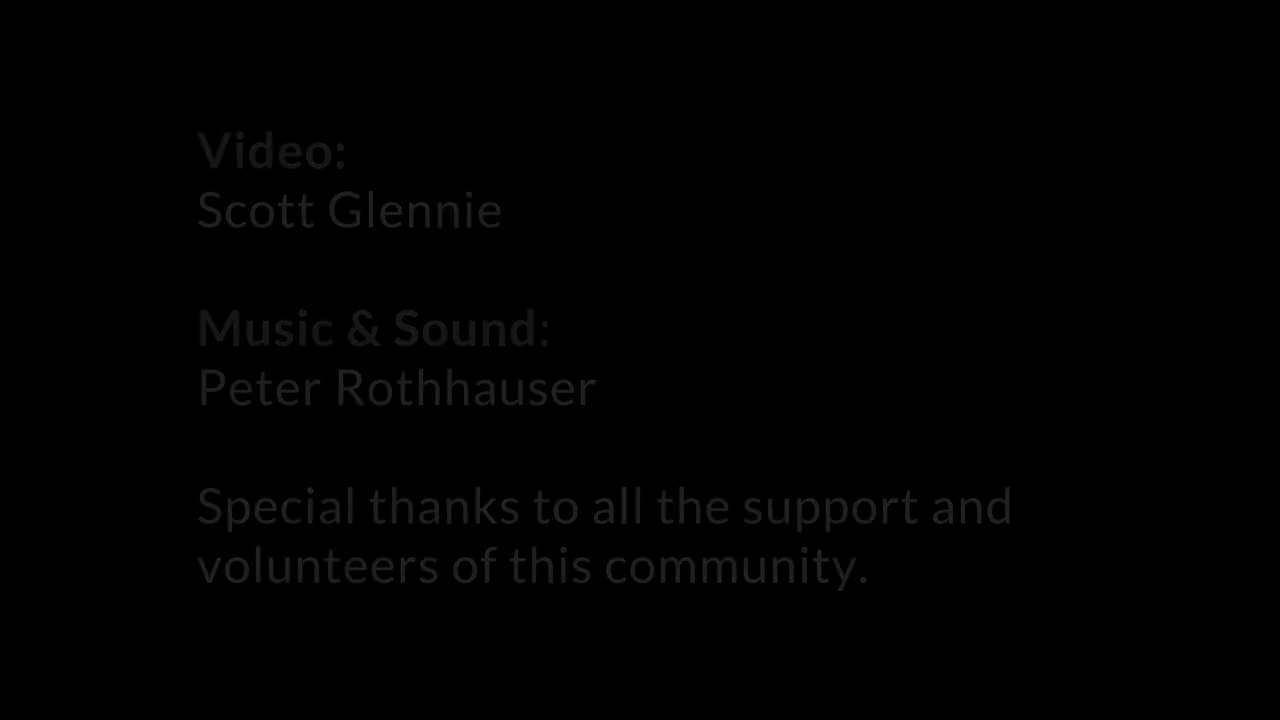 Video:
Scott Glennie
Music & Sound:
Peter Rothhauser
Special thanks to all the support and
volunteers of this community.